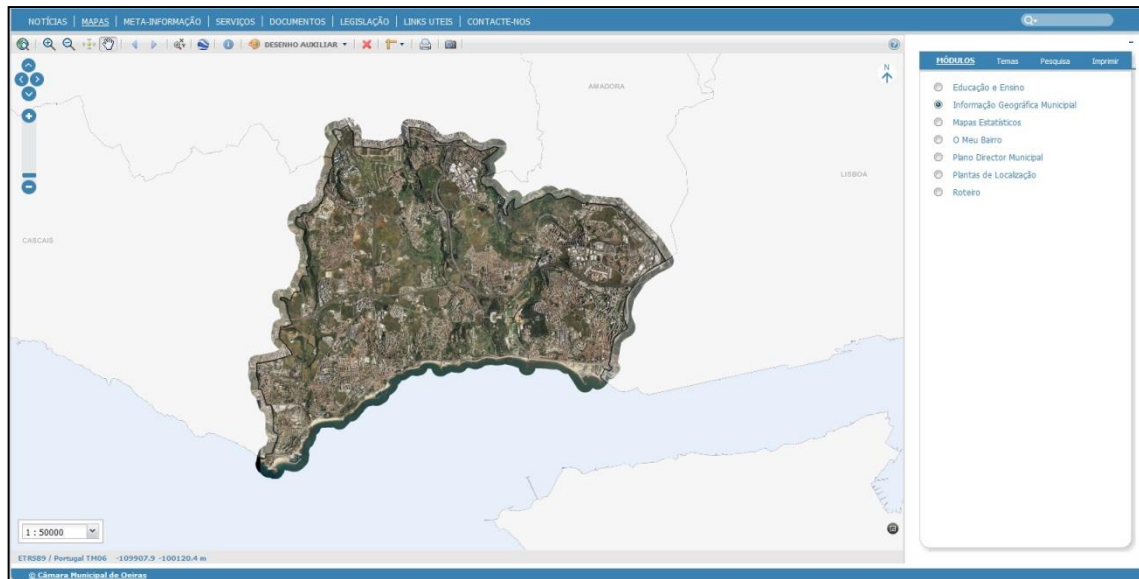 NOTÍCIAS | MAPAS | META-INFORMAÇÃO | SERVIÇOS | DOCUMENTOS | LEGISLAÇÃO | LINKS UTEIS | CONTACTE-NOS
DESENHO AUXILIAR
MÓDULOS Temas Pesquisa Imprimir
Educação e Ensino
Informação Geográfica Municipial
Mapas Estatísticos
O Meu Bairro
Plano Director Municipal
Plantas de Localização
Roteiro
N
AMADORA
LISBOA
CASCAIS
1 : 50000
ETRS89 / Portugal TM06 -109907.9 -100120.4 m
© Câmara Municipal de Oeiras